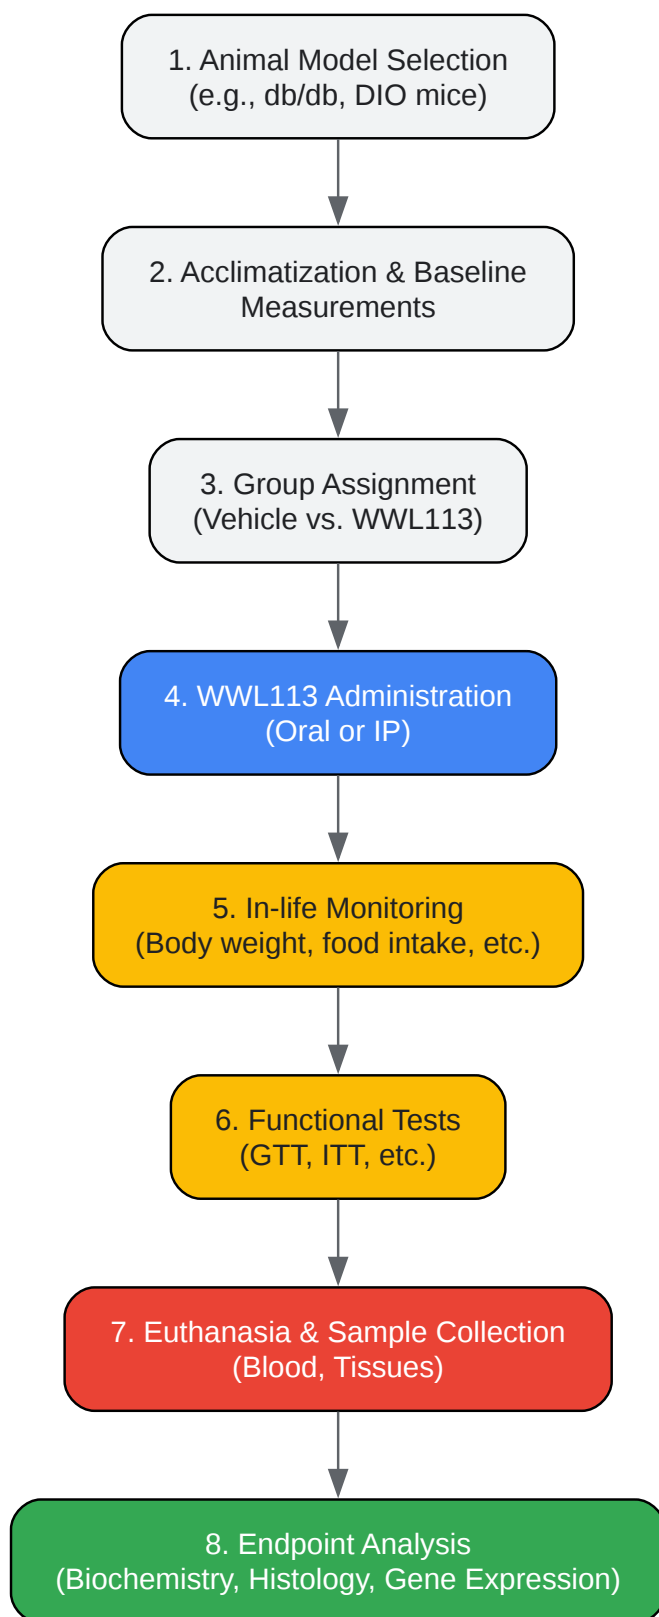 1. Animal Model Selection
(e.g., db/db, DIO mice)
2. Acclimatization & Baseline
Measurements
3. Group Assignment
(Vehicle vs. WWL113)
4. WWL113 Administration
(Oral or IP)
5. In-life Monitoring
(Body weight, food intake, etc.)
6. Functional Tests
(GTT, ITT, etc.)
7. Euthanasia & Sample Collection
(Blood, Tissues)
8. Endpoint Analysis
(Biochemistry, Histology, Gene Expression)